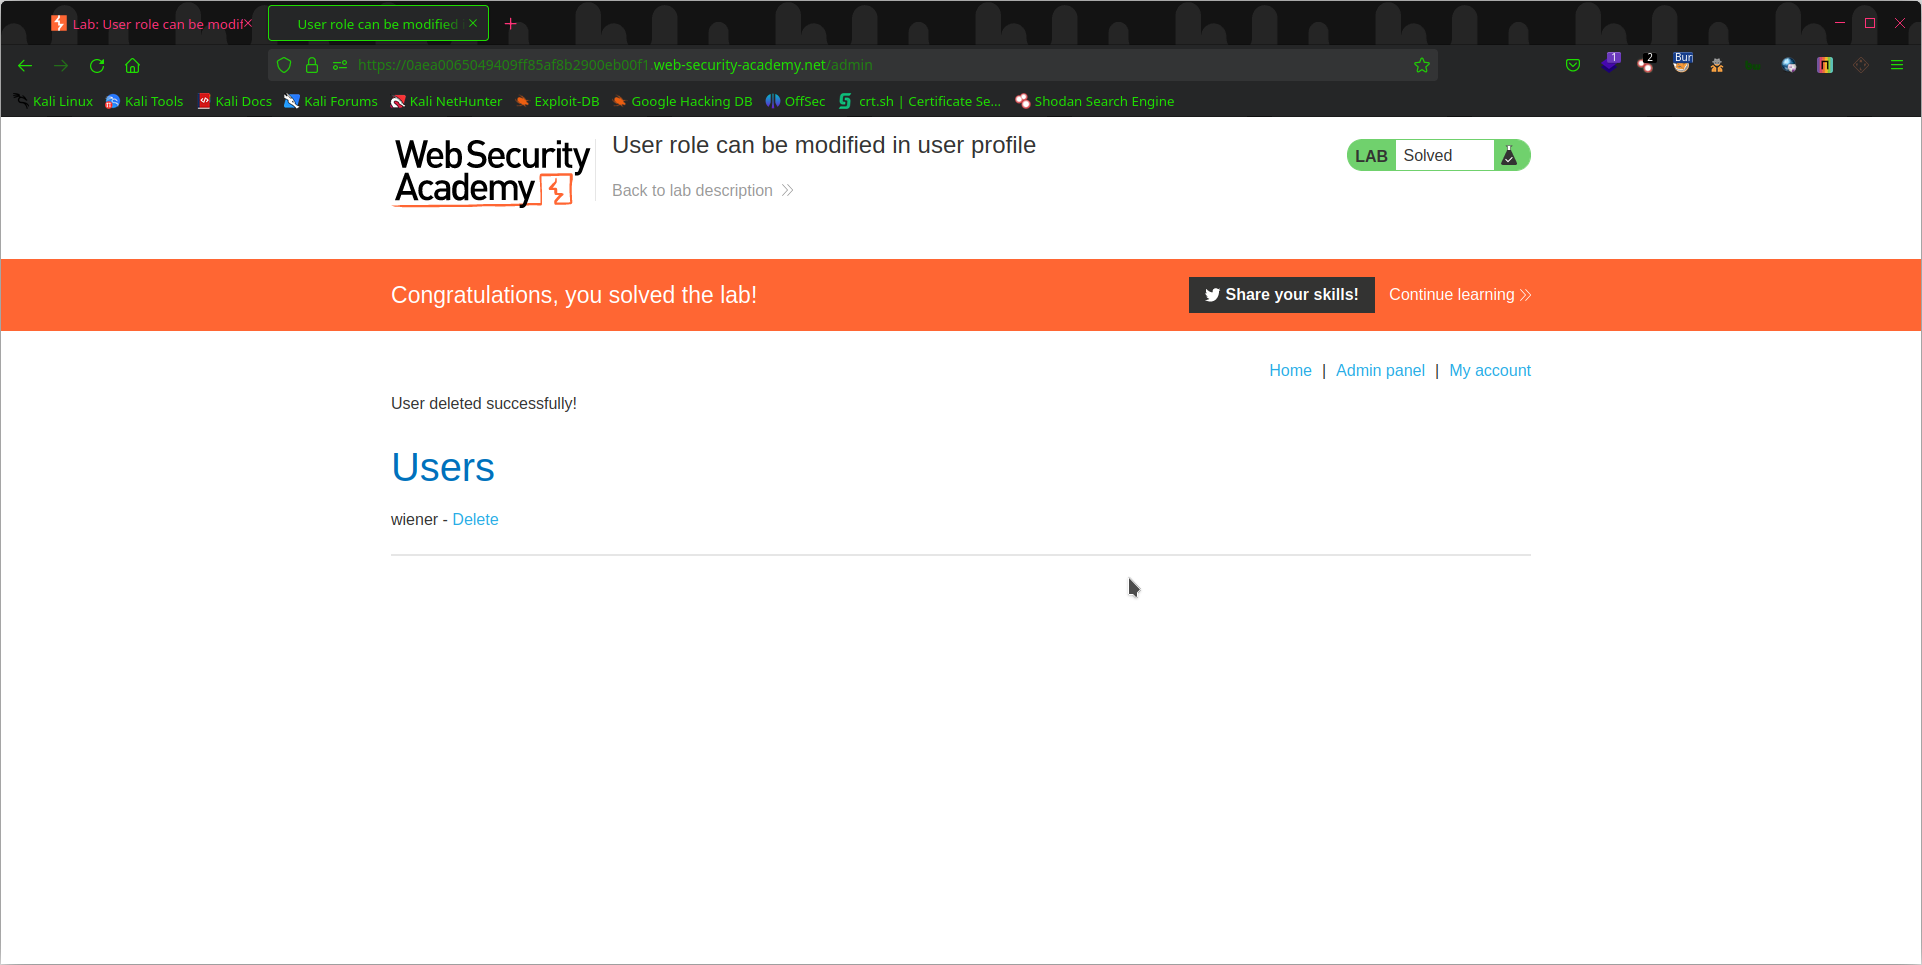 Lab: User role can be modif
User role can be modified
https://0aea0065049409ff85af8b2900eb00f1.web-security-academy.net/admin
1
2
Bur
Kali Linux Kali Tools Kali Docs Kali Forums Kali NetHunter Exploit-DB Google Hacking DB OffSec crt.sh | Certificate Se... Shodan Search Engine
Web Security
Academy
User role can be modified in user profile
Back to lab description
LAB Solved
Congratulations, you solved the lab!
Share your skills!
Continue learning
Home | Admin panel | My account
User deleted successfully!
Users
wiener - Delete